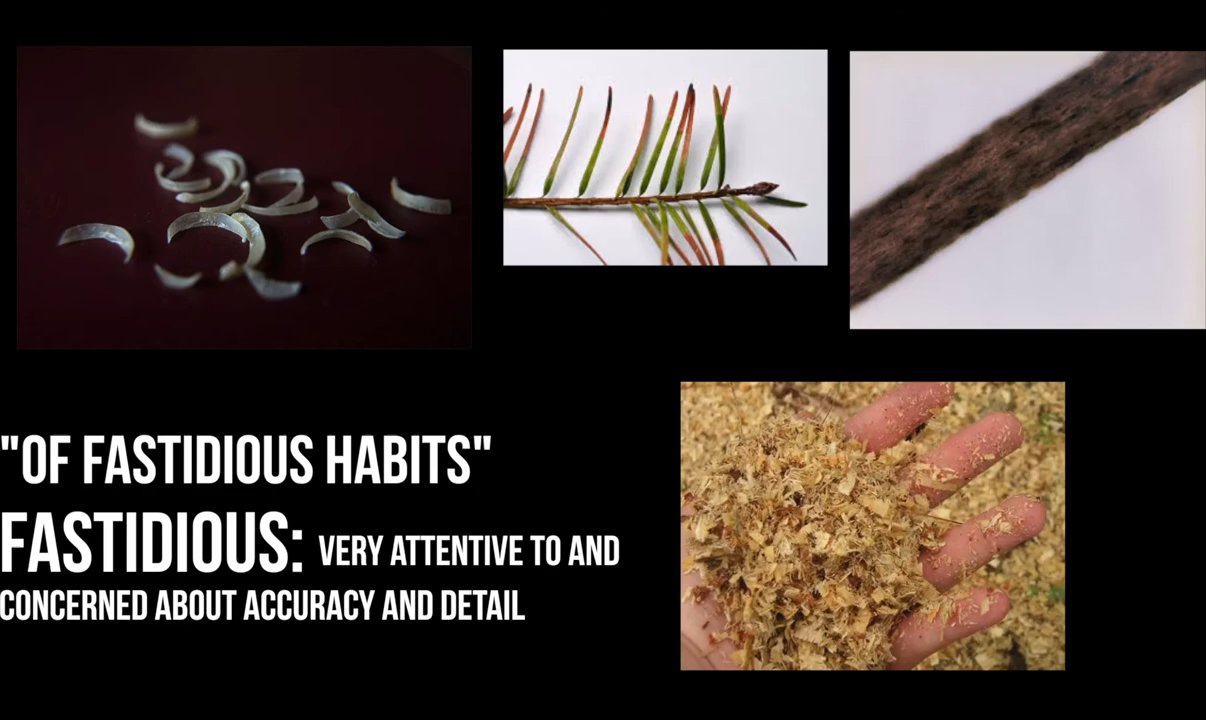 "OF FASTIDIOUS HABITS"
FASTIDIOUS: VERY ATTENTIVE TO AND
CONCERNED ABOUT ACCURACY AND DETAIL